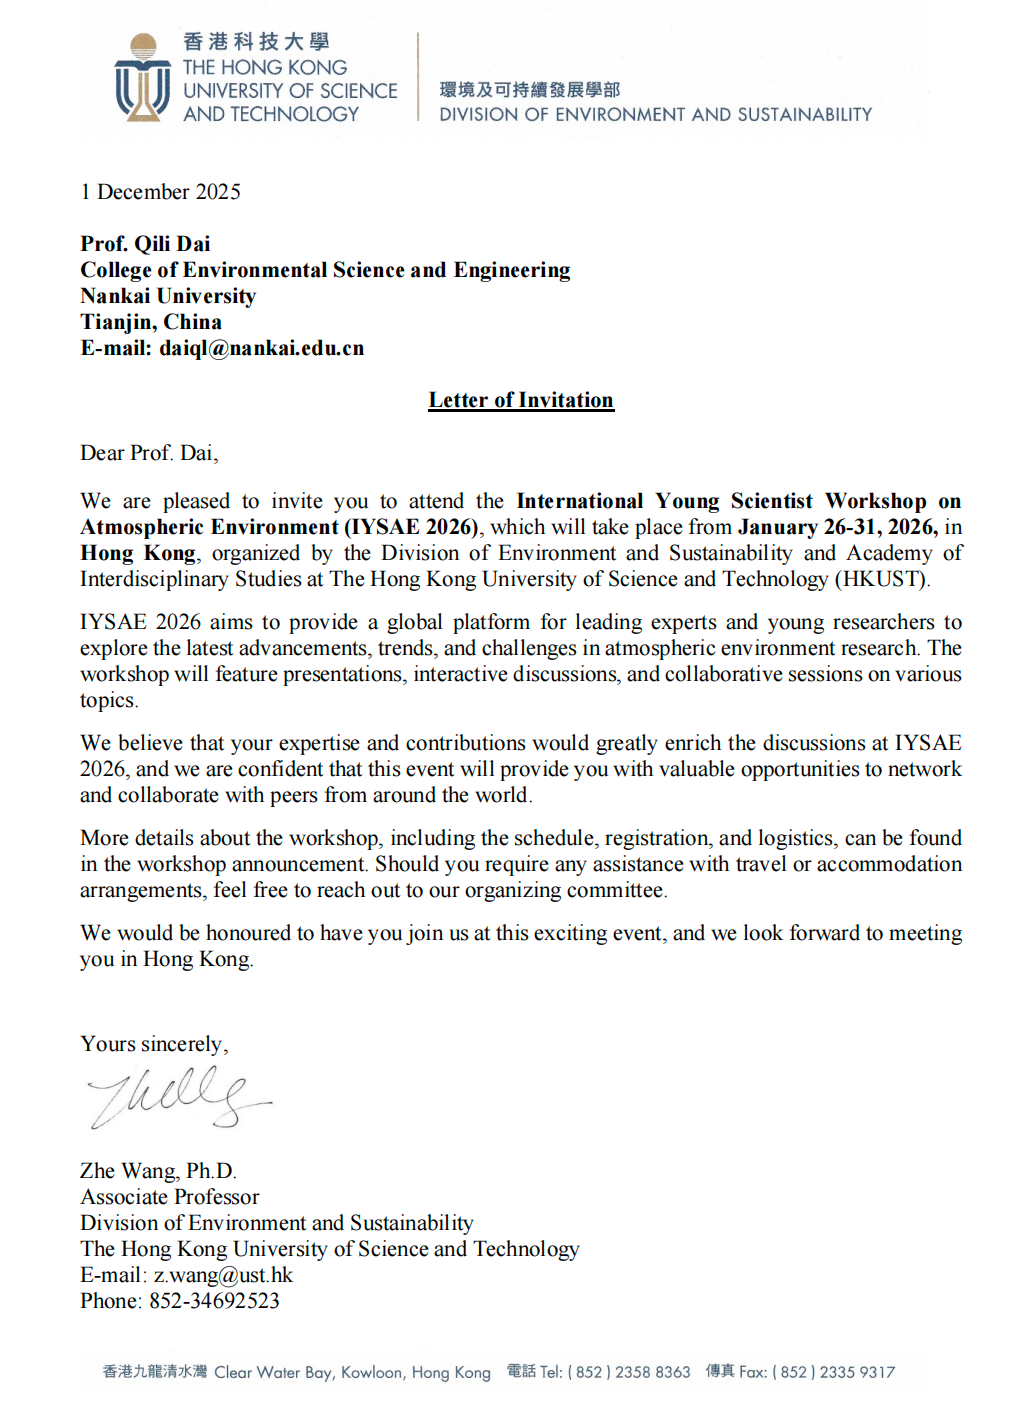 香港科技大學
THE HONG KONG
UNIVERSITY OF SCIENCE
AND TECHNOLOGY
環境及可持續發展學部
DIVISION OF ENVIRONMENT AND SUSTAINABILITY
1 December 2025
Prof. Qili Dai
College of Environmental Science and Engineering
Nankai University
Tianjin, China
E-mail: daiql@nankai.edu.cn
Letter of Invitation
Dear Prof. Dai,
We are pleased to invite you to attend the International Young Scientist Workshop on
Atmospheric Environment (IYSAE 2026), which will take place from January 26-31, 2026, in
Hong Kong, organized by the Division of Environment and Sustainability and Academy of
Interdisciplinary Studies at The Hong Kong University of Science and Technology (HKUST).
IYSAE 2026 aims to provide a global platform for leading experts and young researchers to
explore the latest advancements, trends, and challenges in atmospheric environment research. The
workshop will feature presentations, interactive discussions, and collaborative sessions on various
topics.
We believe that your expertise and contributions would greatly enrich the discussions at IYSAE
2026, and we are confident that this event will provide you with valuable opportunities to network
and collaborate with peers from around the world.
More details about the workshop, including the schedule, registration, and logistics, can be found
in the workshop announcement. Should you require any assistance with travel or accommodation
arrangements, feel free to reach out to our organizing committee.
We would be honoured to have you join us at this exciting event, and we look forward to meeting
you in Hong Kong.
Yours sincerely,
Zhe Wang, Ph.D.
Associate Professor
Division of Environment and Sustainability
The Hong Kong University of Science and Technology
E-mail: z.wang@ust.hk
Phone: 852-34692523
香港九龍清水灣 Clear Water Bay, Kowloon, Hong Kong 電話 Tel: (852) 2358 8363 傳真 Fax: (852) 2335 9317